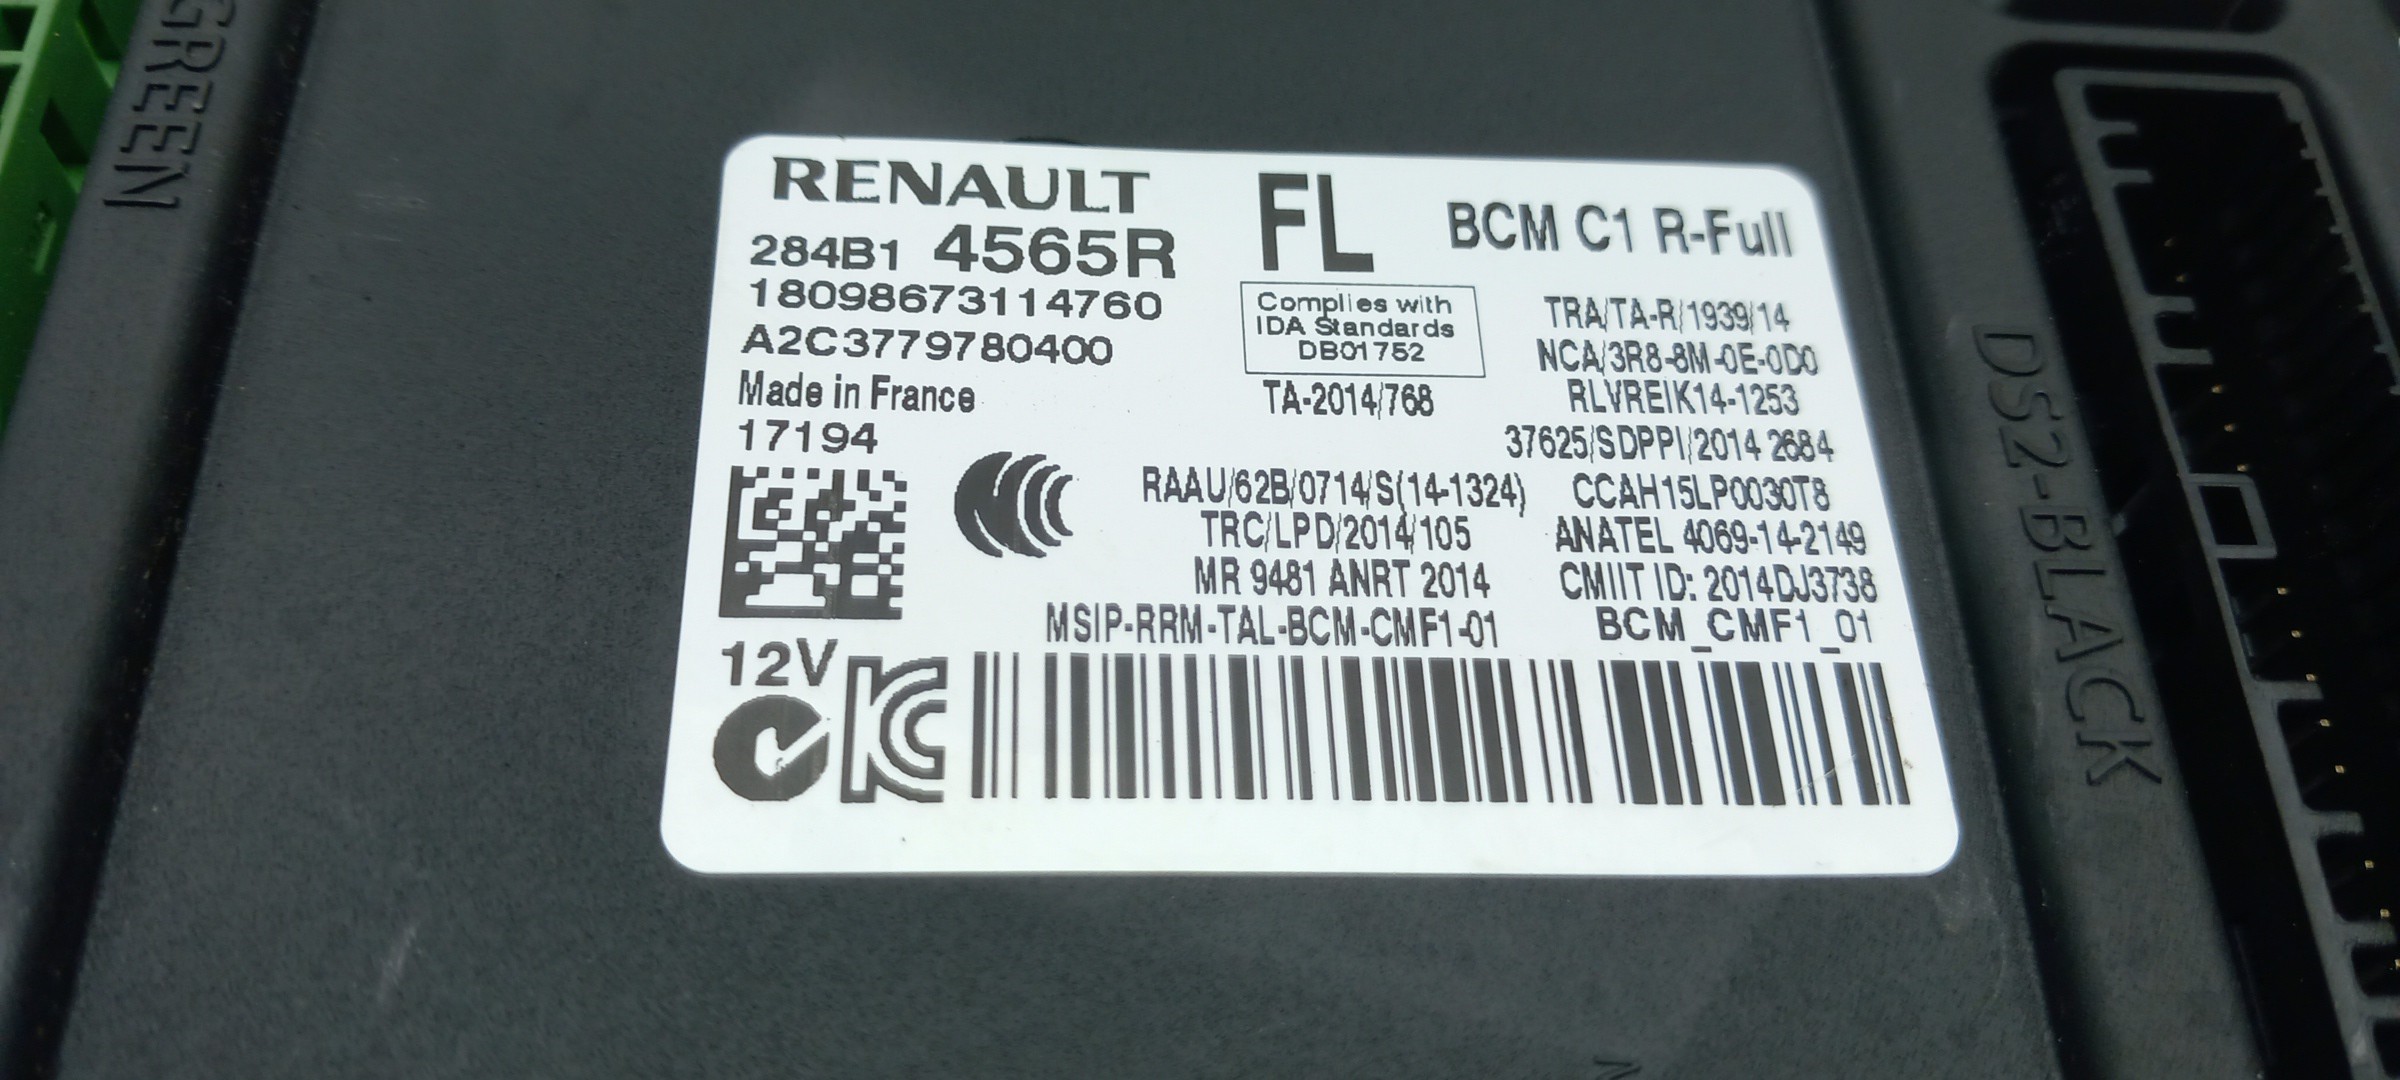 GREEN
RENAULT
284B1 4565R
18098673114760
A2C3779780400
Made in France
17194
12V
FL
BCM C1 R-Full
Complies with
IDA Standards
DB01752
TA-2014/768
TRA/TA-R/1939/14
NCA/3R8-8M-0E-0D0
RLVREIK14-1253
37625/SDPPI/2014 2684
RAAU/62B/0714/S(14-1324) CCAH15LP0030T8
TRC/LPD/2014/105 ANATEL 4069-14-2149
MR 9481 ANRT 2014 CMIIT ID: 2014DJ3738
MSIP-RRM-TAL-BCM-CMF1-01 BCM_CMF1_01
DS2-BLACK